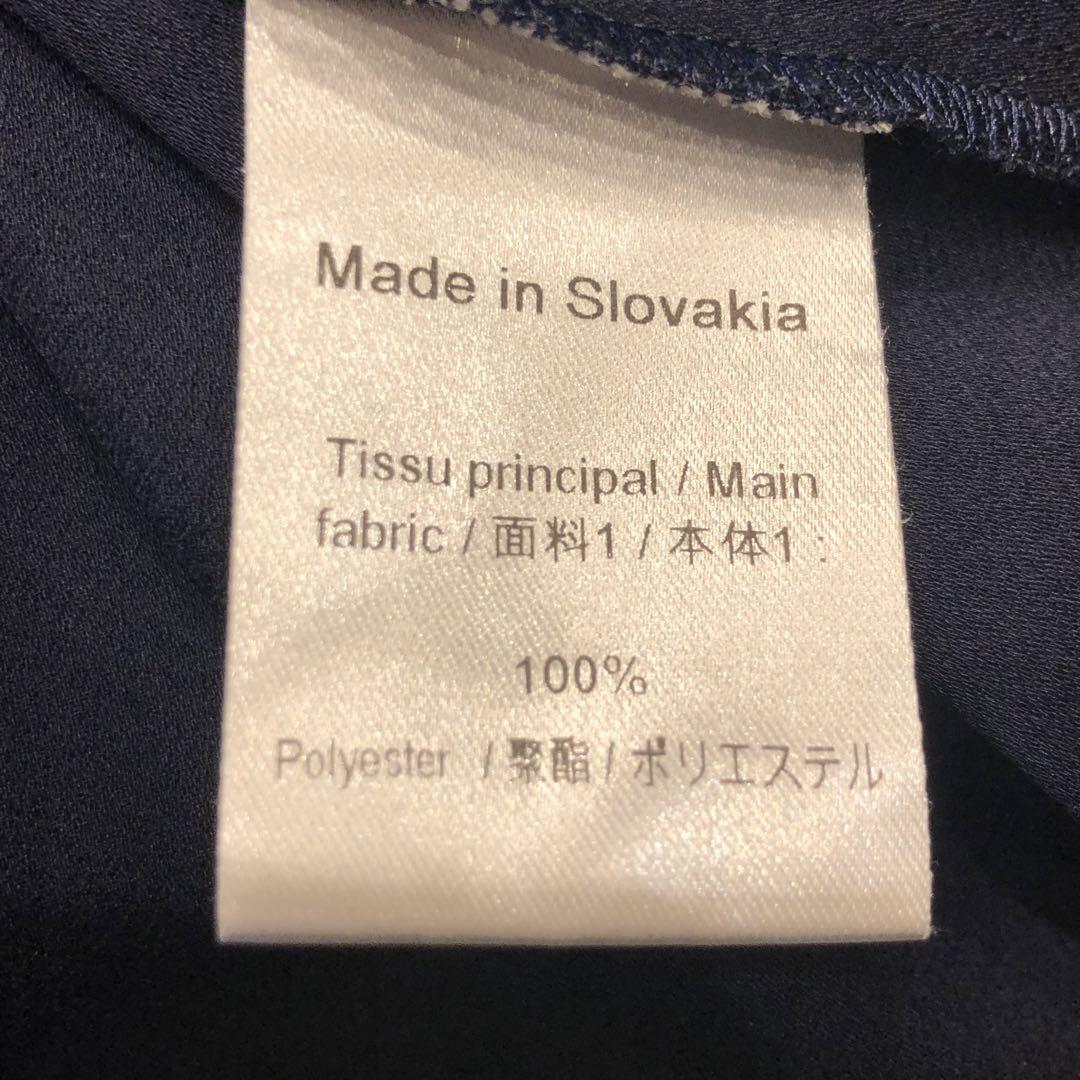 Made in Slovakia
Tissu principal / Main
fabric / 面料1 / 本体1 :
100%
Polyester / 聚酯 / ポリエステル